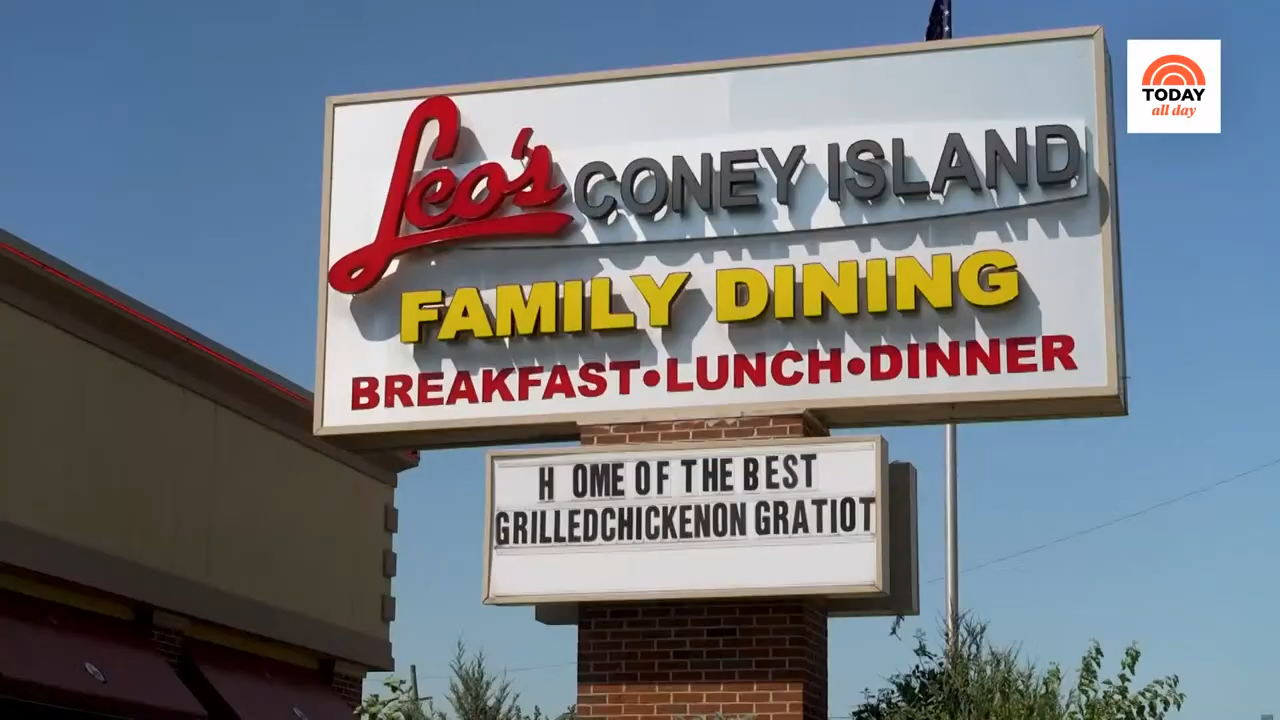 TODAY
all day
Leo's CONEY ISLAND
FAMILY DINING
BREAKFAST•LUNCH•DINNER
H OME OF THE BEST
GRILLEDCHICKENON GRATIOT